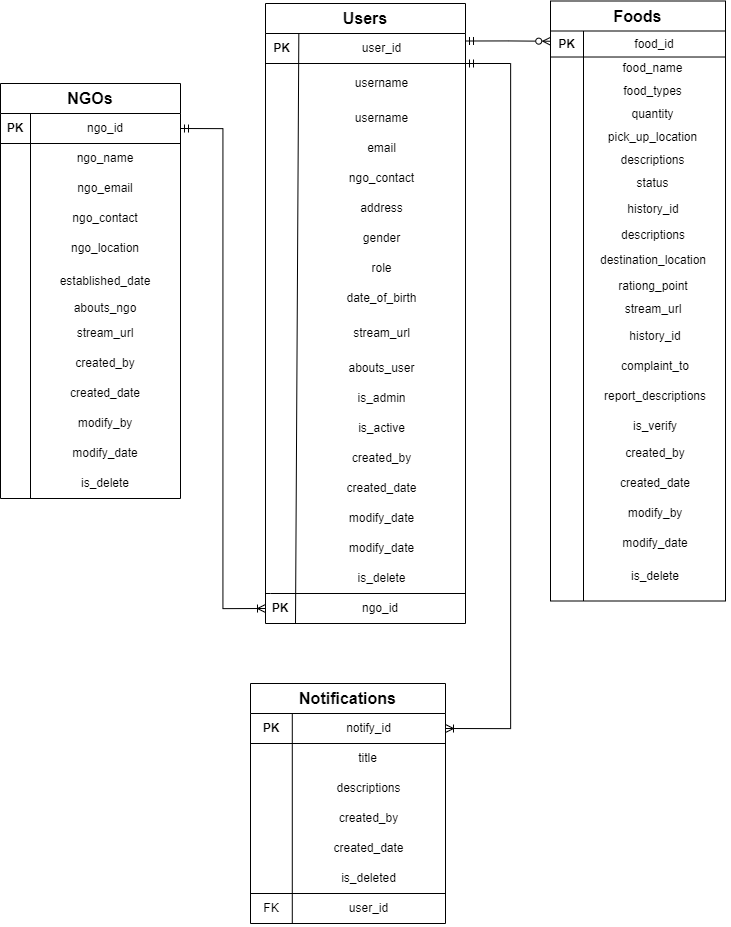 NGOs
PK ngo_id
ngo_name
ngo_email
ngo_contact
ngo_location
established_date
abouts_ngo
stream_url
created_by
created_date
modify_by
modify_date
is_delete
Users
PK user_id
username
username
email
ngo_contact
address
gender
role
date_of_birth
stream_url
abouts_user
is_admin
is_active
created_by
created_date
modify_date
modify_date
is_delete
PK ngo_id
Foods
PK food_id
food_name
food_types
quantity
pick_up_location
descriptions
status
history_id
descriptions
destination_location
rationg_point
stream_url
history_id
complaint_to
report_descriptions
is_verify
created_by
created_date
modify_by
modify_date
is_delete
Notifications
PK notify_id
title
descriptions
created_by
created_date
is_deleted
FK user_id